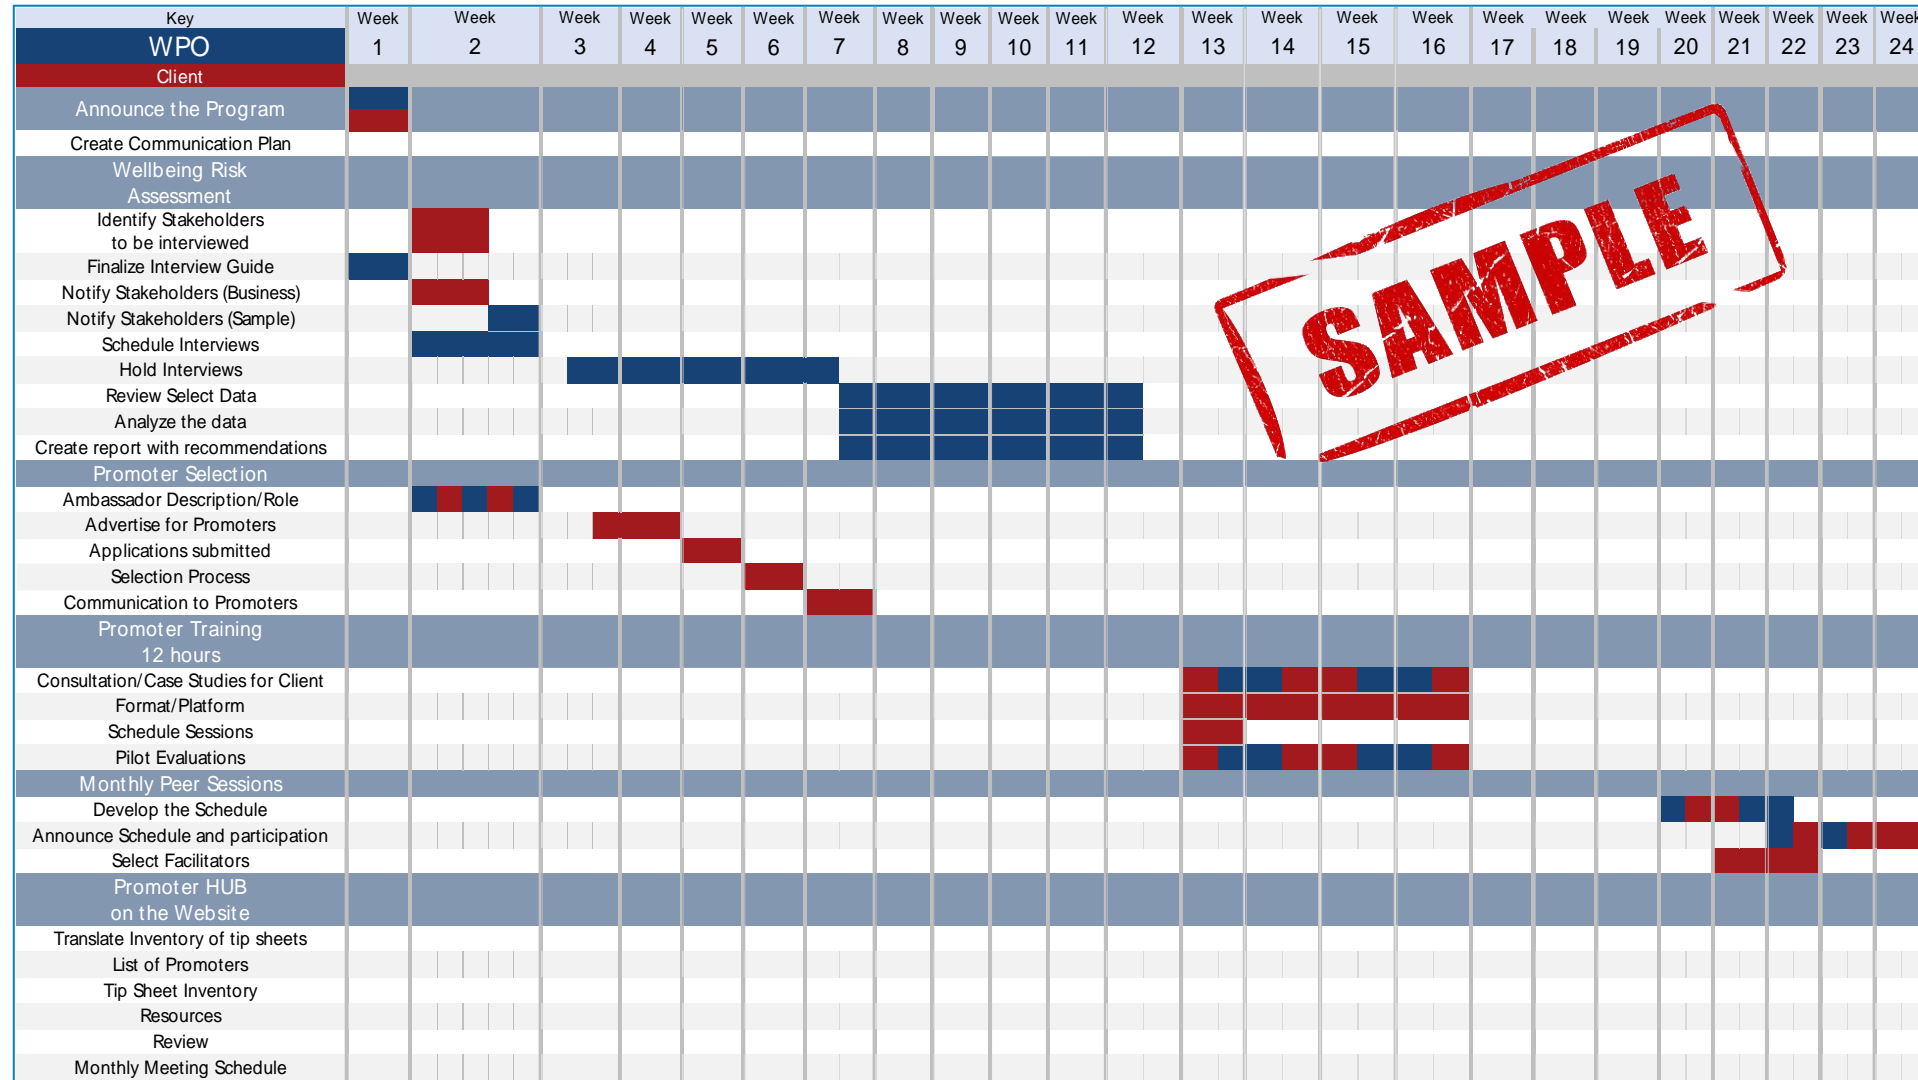 Key Week Week Week Week Week Week Week Week Week Week Week Week Week Week Week Week Week Week Week Week Week Week Week Week
WPO 1 2 3 4 5 6 7 8 9 10 11 12 13 14 15 16 17 18 19 20 21 22 23 24
Client
Announce the Program
Create Communication Plan
Wellbeing Risk
Assessment
Identify Stakeholders
to be interviewed
Finalize Interview Guide
Notify Stakeholders (Business)
Notify Stakeholders (Sample)
Schedule Interviews
Hold Interviews
Review Select Data
Analyze the data
Create report with recommendations
Promoter Selection
Ambassador Description/Role
Advertise for Promoters
Applications submitted
Selection Process
Communication to Promoters
Promoter Training
12 hours
Consultation/Case Studies for Client
Format/Platform
Schedule Sessions
Pilot Evaluations
Monthly Peer Sessions
Develop the Schedule
Announce Schedule and participation
Select Facilitators
Promoter HUB
on the Website
Translate Inventory of tip sheets
List of Promoters
Tip Sheet Inventory
Resources
Review
Monthly Meeting Schedule
SAMPLE